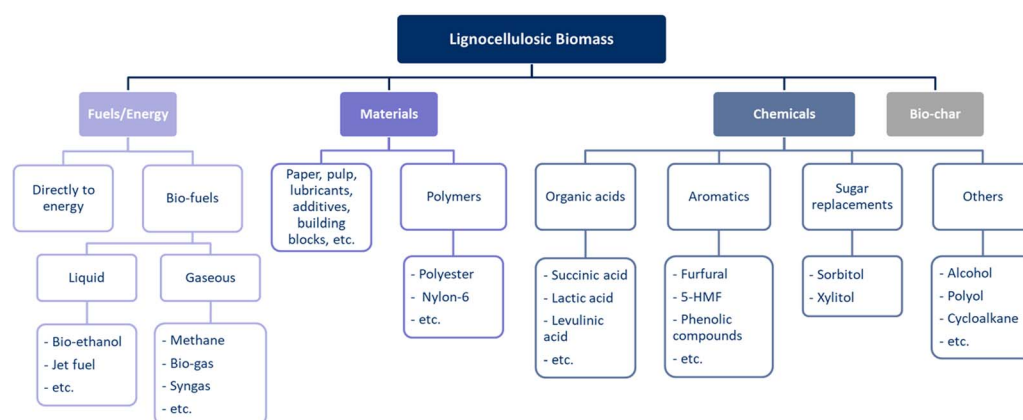 Lignocellulosic Biomass
Fuels/Energy
Materials
Chemicals
Bio-char
Directly to
energy
Bio-fuels
Paper, pulp,
lubricants,
additives,
building
blocks, etc.
Polymers
Organic acids
Aromatics
Sugar
replacements
Others
Liquid
Gaseous
- Bio-ethanol
- Jet fuel
- etc.
- Methane
- Bio-gas
- Syngas
- etc.
- Polyester
- Nylon-6
- etc.
- Succinic acid
- Lactic acid
- Levulinic
acid
- etc.
- Furfural
- 5-HMF
- Phenolic
compounds
- etc.
- Sorbitol
- Xylitol
- Alcohol
- Polyol
- Cycloalkane
- etc.